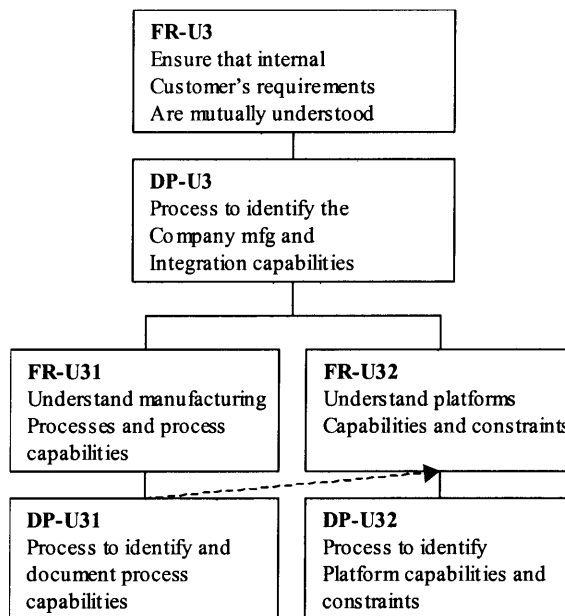 FR-U3
Ensure that internal
Customer's requirements
Are mutually understood
DP-U3
Process to identify the
Company mfg and
Integration capabilities
FR-U31
Understand manufacturing
Processes and process
capabilities
FR-U32
Understand platforms
Capabilities and constraints
DP-U31
Process to identify and
document process
capabilities
DP-U32
Process to identify
Platform capabilities and
constraints